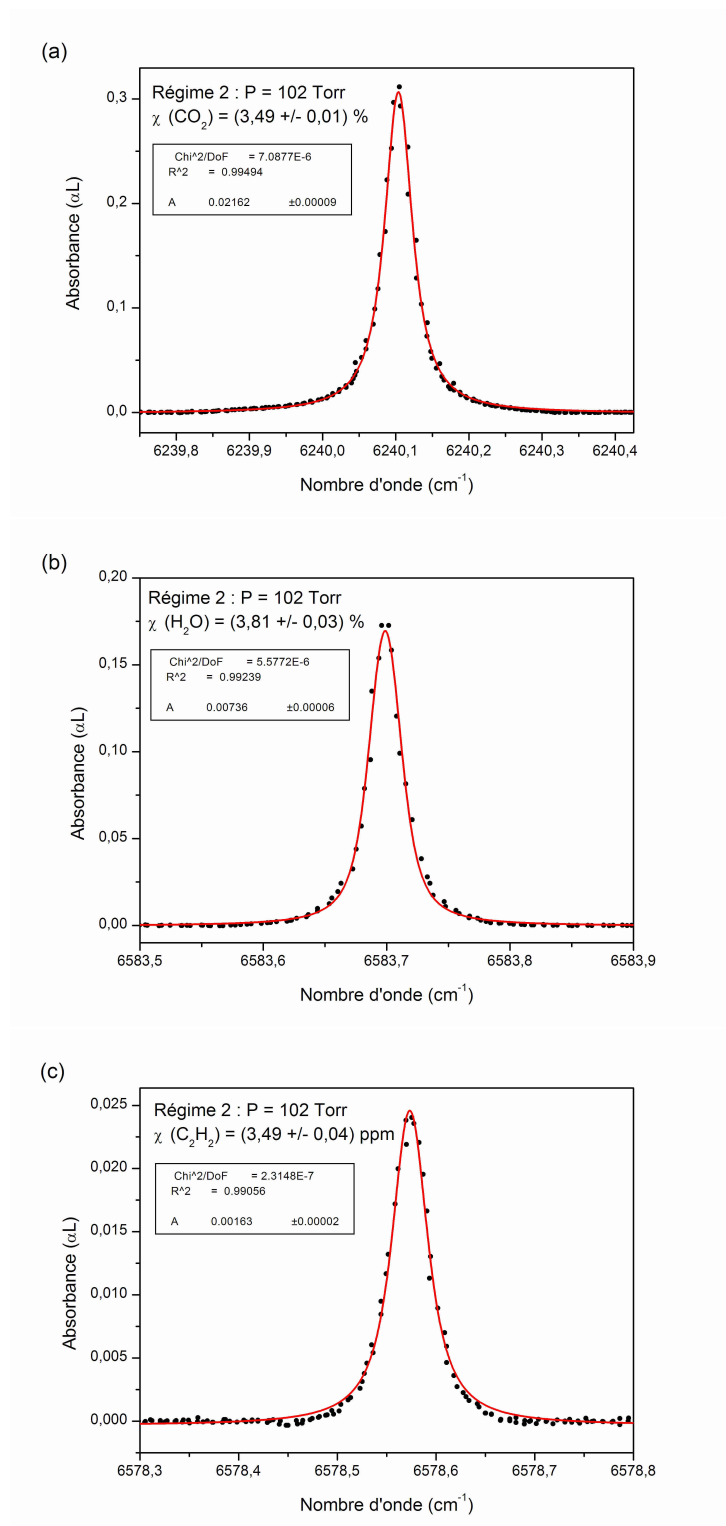 (a)
Régime 2 : P = 102 Torr
χ (CO2) = (3,49 +/- 0,01) %
Chi^2/DoF = 7.0877E-6
R^2 = 0.99494
A 0.02162 ±0.00009
0,3
0,2
0,1
0,0
Absorbance (αL)
6239,8 6239,9 6240,0 6240,1 6240,2 6240,3 6240,4
Nombre d'onde (cm-1)
(b)
Régime 2 : P = 102 Torr
χ (H2O) = (3,81 +/- 0,03) %
Chi^2/DoF = 5.5772E-6
R^2 = 0.99239
A 0.00736 ±0.00006
0,20
0,15
0,10
0,05
0,00
Absorbance (αL)
6583,5 6583,6 6583,7 6583,8 6583,9
Nombre d'onde (cm-1)
(c)
Régime 2 : P = 102 Torr
χ (C2H2) = (3,49 +/- 0,04) ppm
Chi^2/DoF = 2.3148E-7
R^2 = 0.99056
A 0.00163 ±0.00002
0,025
0,020
0,015
0,010
0,005
0,000
Absorbance (αL)
6578,3 6578,4 6578,5 6578,6 6578,7 6578,8
Nombre d'onde (cm-1)